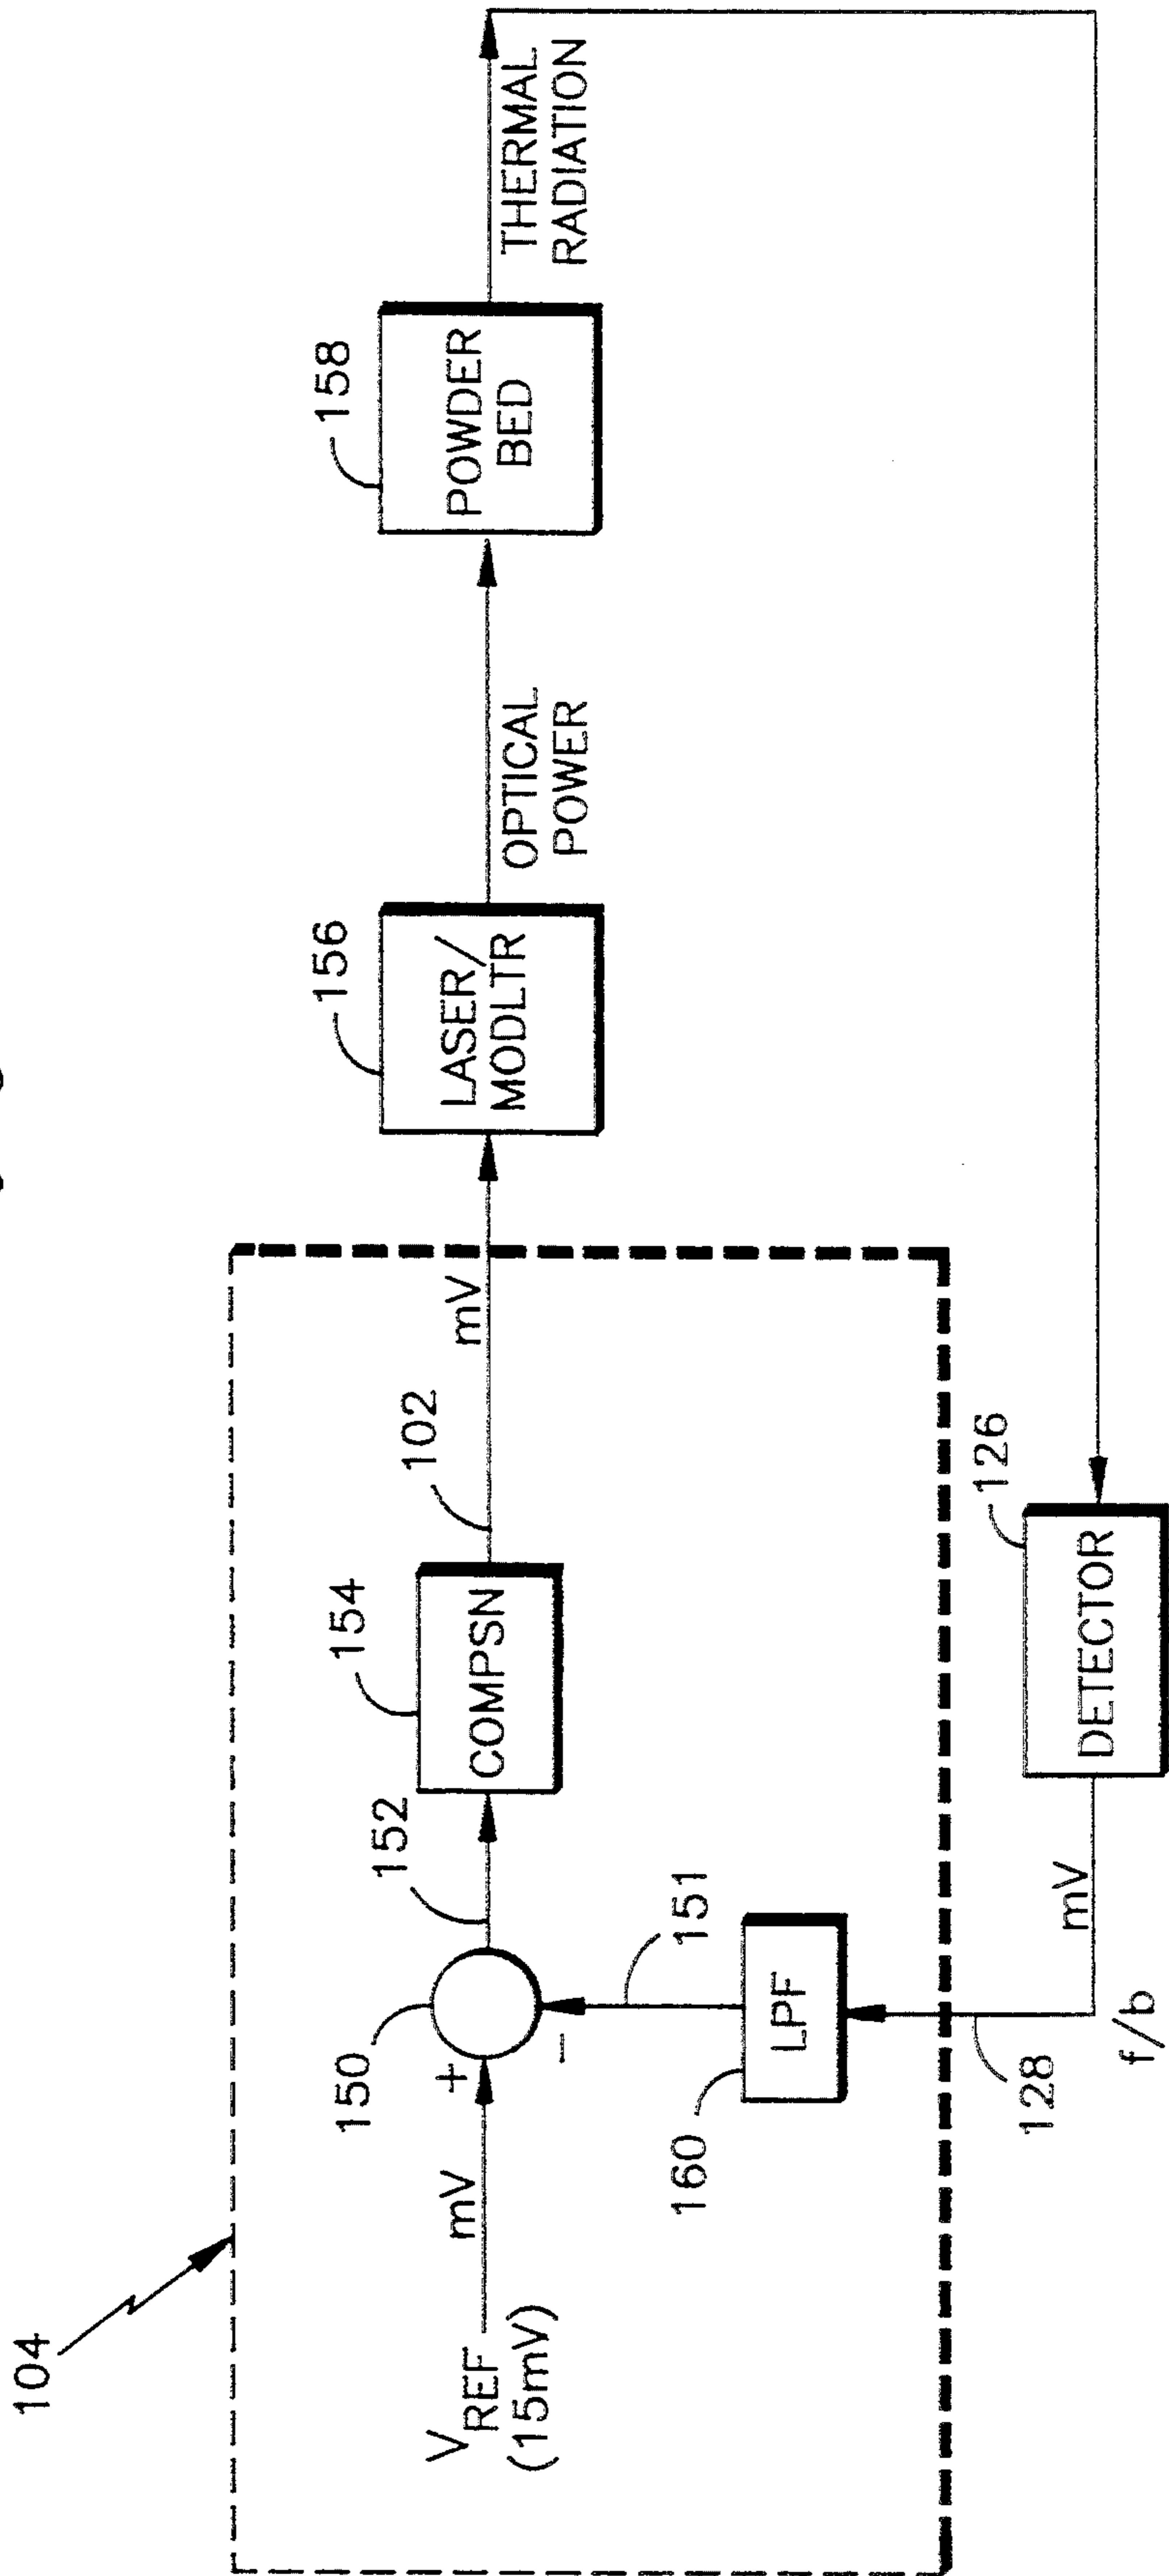 104
V
REF
(15mV)
mV
+
-
150
152
154
COMPSN
102
mV
156
LASER/
MODLTR
OPTICAL
POWER
158
POWDER
BED
THERMAL
RADIATION
151
160
LPF
128
f/b
mV
126
DETECTOR